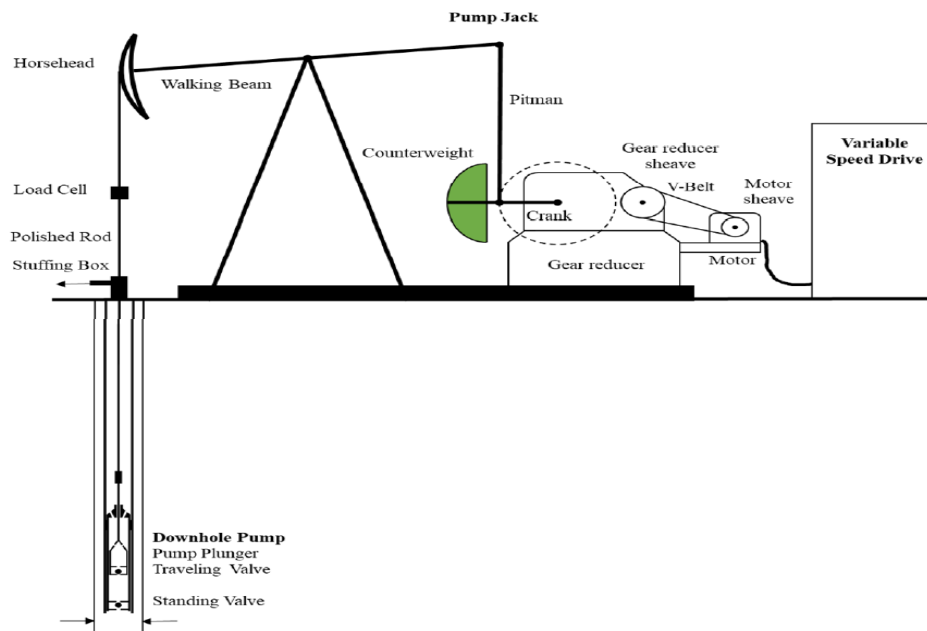 Pump Jack
Horsehead
Walking Beam
Pitman
Variable
Speed Drive
Counterweight
Gear reducer
sheave
V-Belt
Motor
sheave
Load Cell
Crank
Polished Rod
Stuffing Box
Gear reducer
Motor
Downhole Pump
Pump Plunger
Traveling Valve
Standing Valve